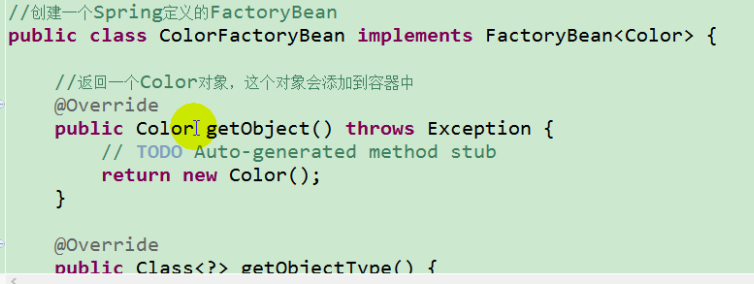 //创建一个Spring定义的FactoryBean
public class ColorFactoryBean implements FactoryBean<Color> {
//返回一个Color对象，这个对象会添加到容器中
@Override
public Color getObject() throws Exception {
// TODO Auto-generated method stub
return new Color();
}
@Override
public Class<?> getObjectType() {